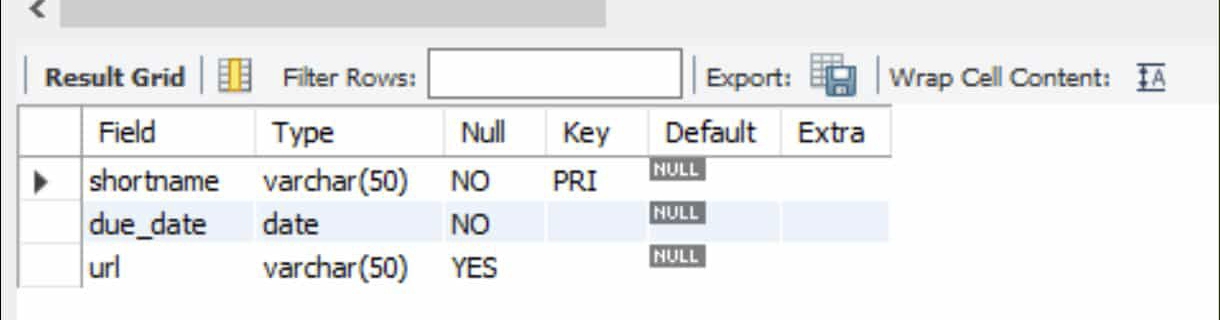 Result Grid Filter Rows: Export: Wrap Cell Content: A
Field Type Null Key Default Extra
shortname varchar(50) NO PRI NULL
due_date date NO NULL
url varchar(50) YES NULL